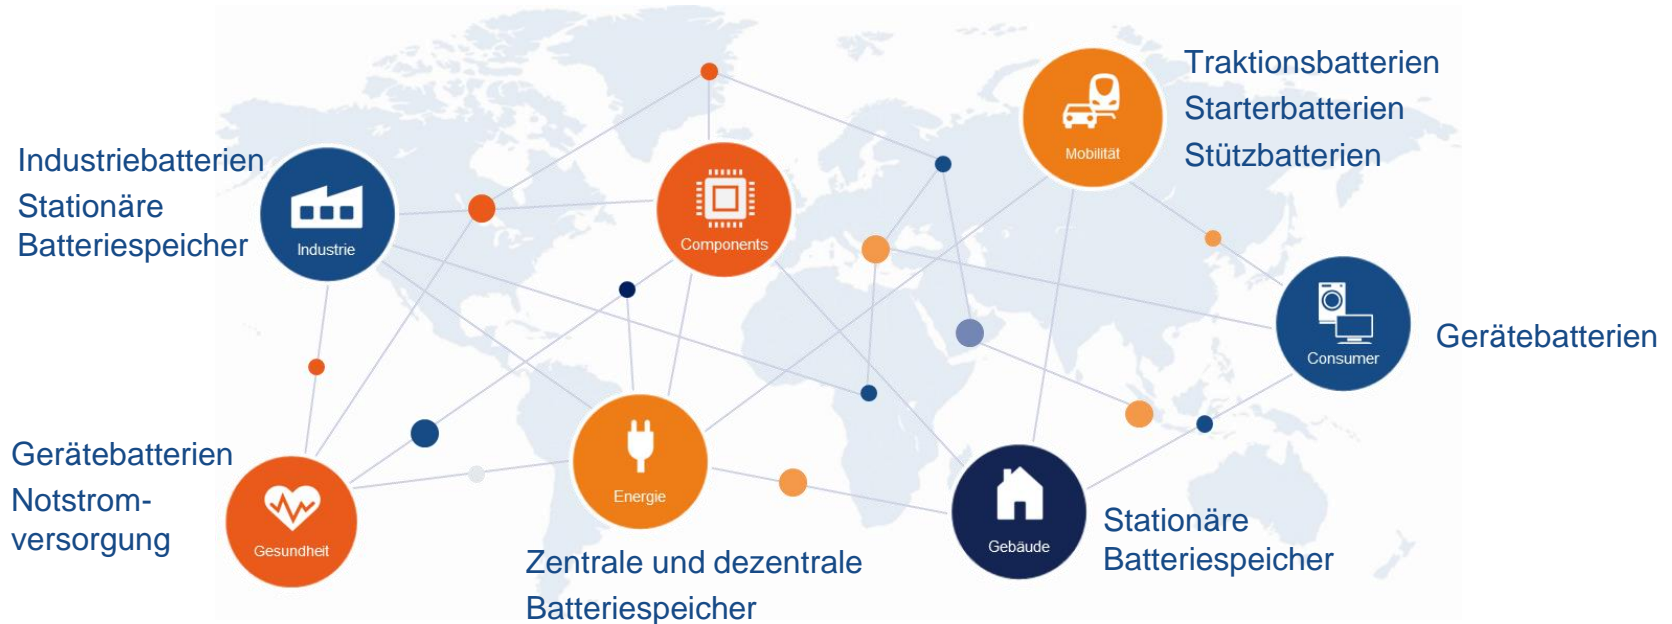 Traktionsbatterien
Starterbatterien
Stützbatterien
Mobilität
Industriebatterien
Stationäre
Batteriespeicher
Industrie
Components
Consumer
Gerätebatterien
Gerätebatterien
Notstrom-
versorgung
Gesundheit
Energie
Zentrale und dezentrale
Batteriespeicher
Gebäude
Stationäre
Batteriespeicher